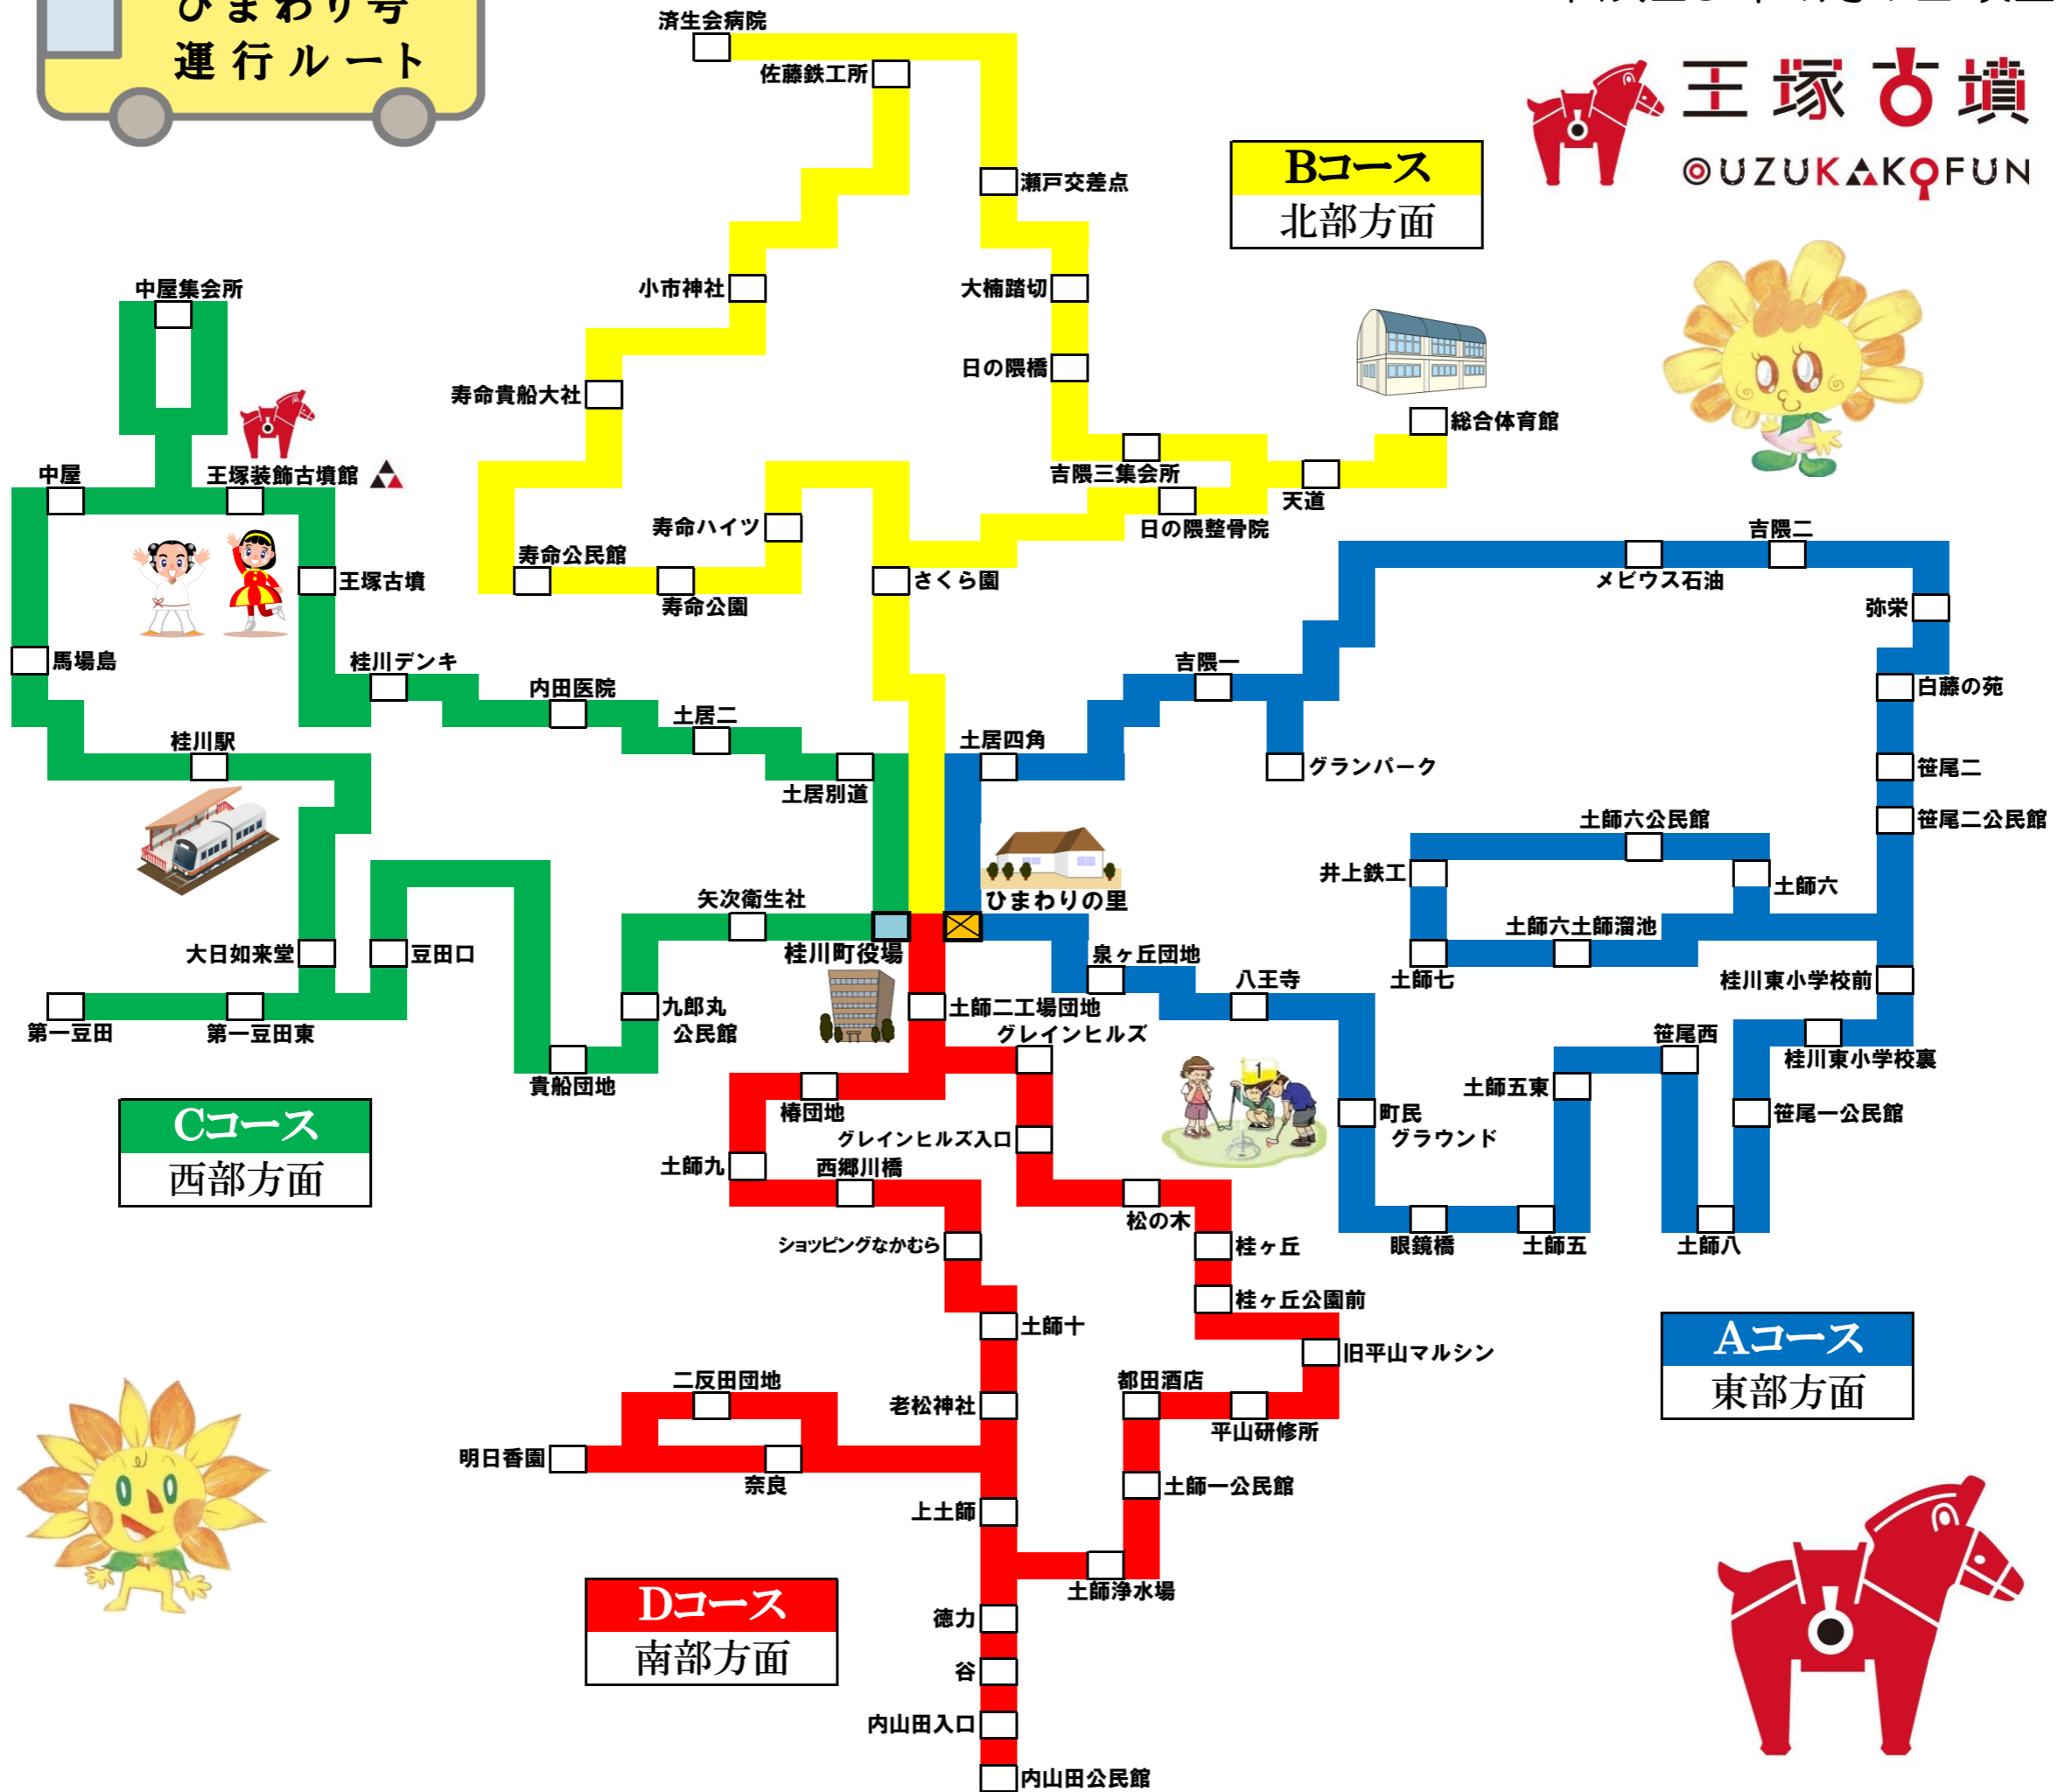 ひまわり号
運行ルート
王塚古墳
OUZUKAKOFUN
済生会病院
佐藤鉄工所
瀬戸交差点
Bコース
北部方面
小市神社
大楠踏切
日の隈橋
寿命貴船大社
総合体育館
吉隈三集会所
天道
日の隈整骨院
寿命ハイツ
寿命公民館
寿命公園
さくら園
中屋集会所
中屋
王塚装飾古墳館
王塚古墳
馬場島
桂川デンキ
内田医院
土居二
土居別道
桂川駅
吉隈二
メビウス石油
弥栄
吉隈一
白藤の苑
土居四角
グランパーク
笹尾二
笹尾二公民館
土師六公民館
井上鉄工
土師六
土師六土師溜池
土師七
桂川東小学校前
ひまわりの里
矢次衛生社
桂川町役場
泉ヶ丘団地
八王寺
大日如来堂
豆田口
第一豆田
第一豆田東
九郎丸
公民館
貴船団地
土師二工場団地
グレインヒルズ
笹尾西
桂川東小学校裏
土師五東
笹尾一公民館
町民
グラウンド
眼鏡橋
土師五
土師八
Cコース
西部方面
椿団地
グレインヒルズ入口
土師九
西郷川橋
松の木
ショッピングなかむら
桂ヶ丘
桂ヶ丘公園前
土師十
旧平山マルシン
Aコース
東部方面
二反田団地
老松神社
都田酒店
平山研修所
明日香園
奈良
土師一公民館
上土師
土師浄水場
Dコース
南部方面
徳力
谷
内山田入口
内山田公民館
1